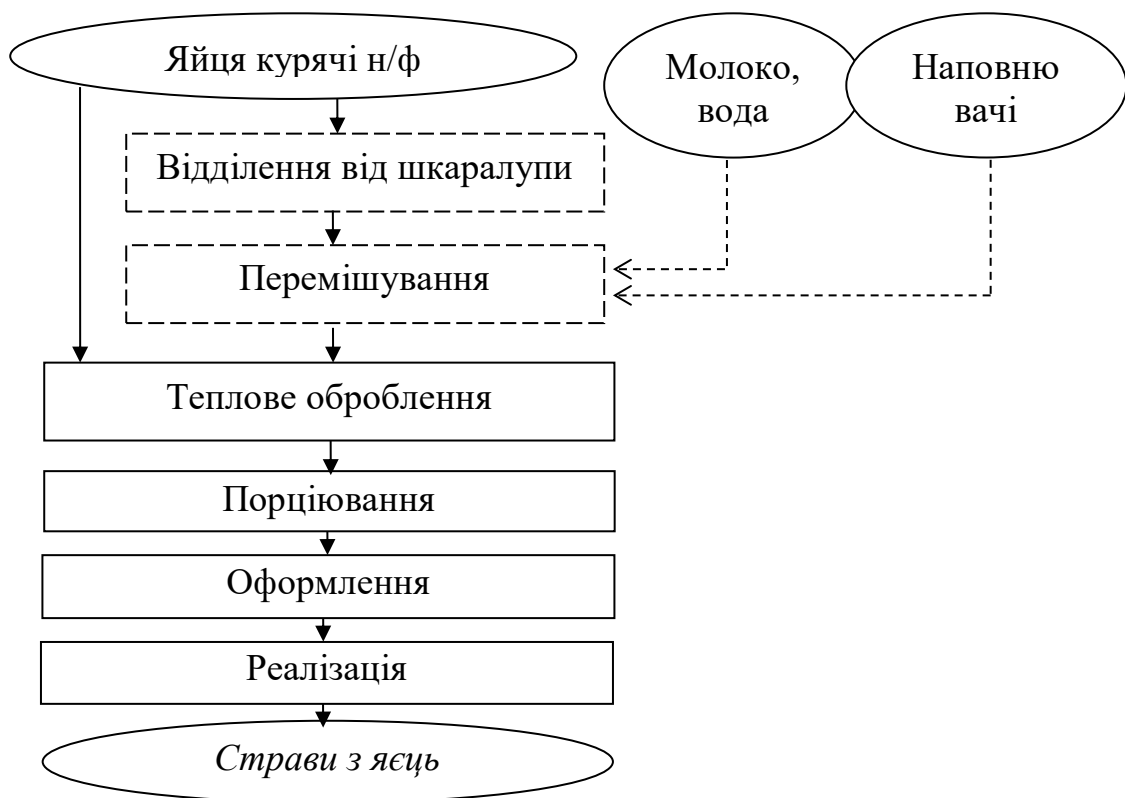 Яйця курячі н/ф
Молоко,
вода
Наповню
вачі
Відділення від шкаралупи
Перемішування
Теплове оброблення
Порціювання
Оформлення
Реалізація
Страви з яєць